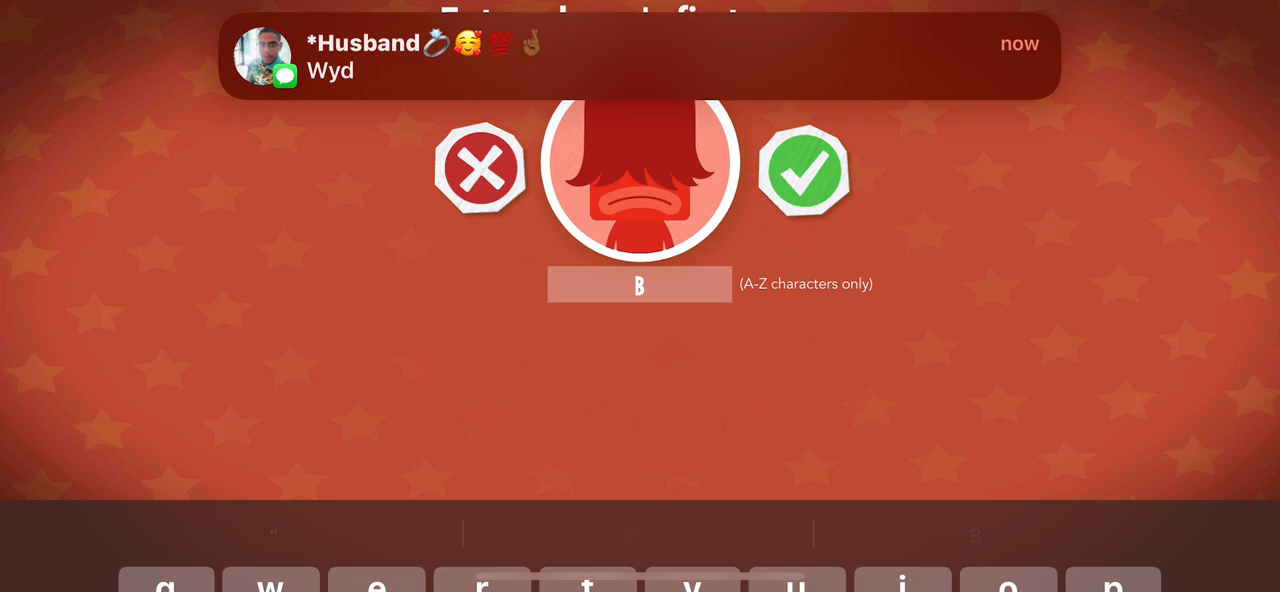 *Husband💍🥰💯🤞🏾
now
Wyd
B
(A-Z characters only)
“
B
q w e r t y u i o p